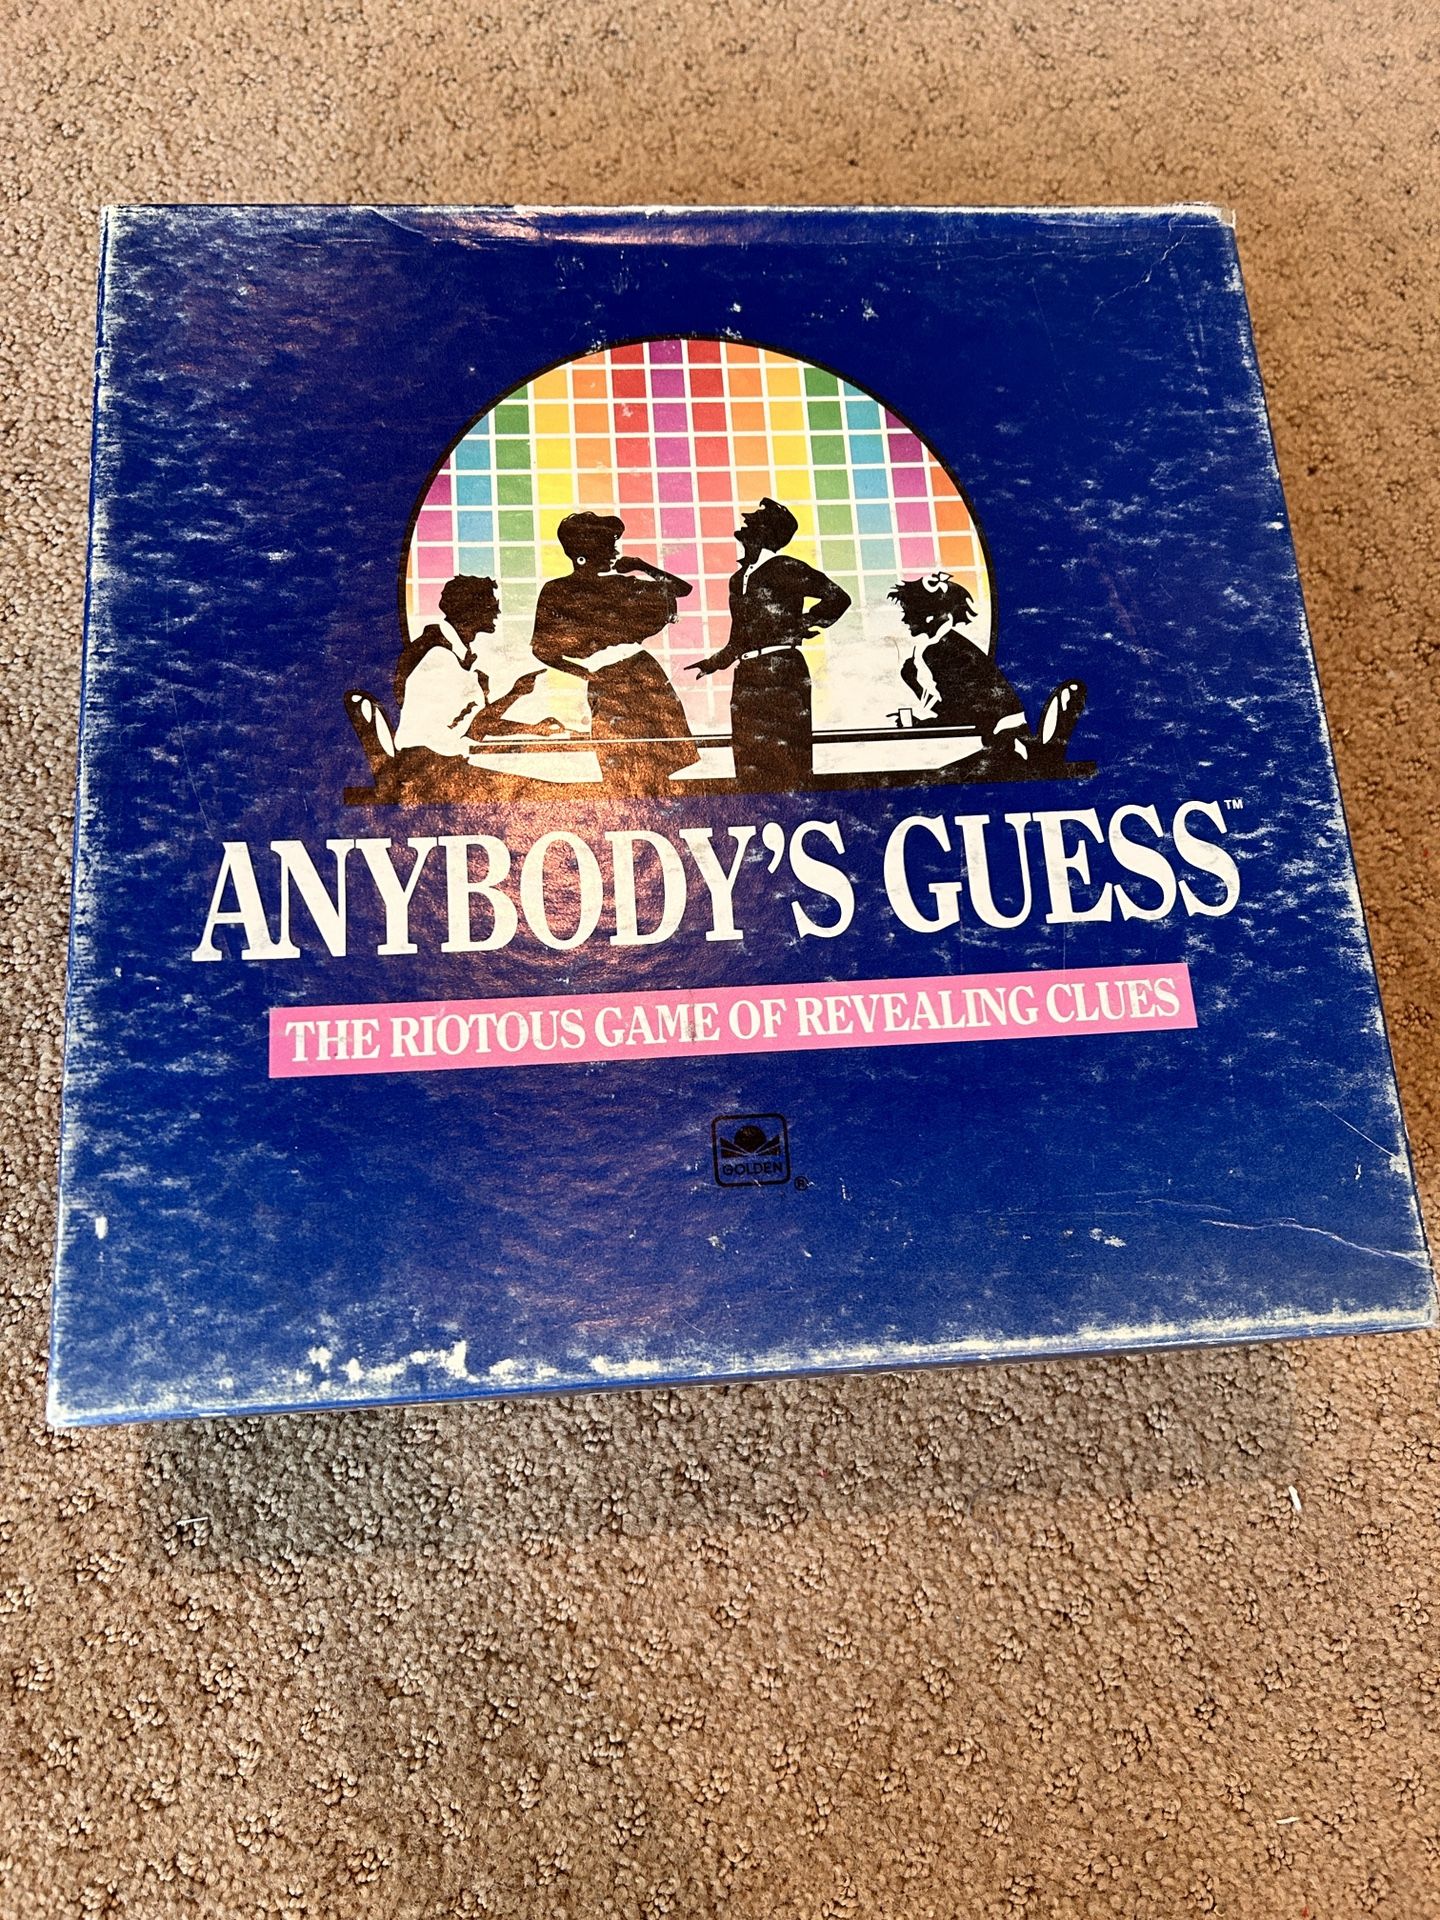 ANYBODY'S GUESS™
THE RIOTOUS GAME OF REVEALING CLUES
GOLDEN®